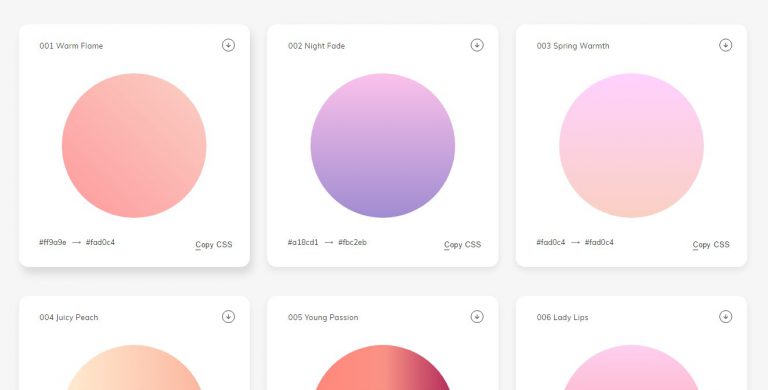 001 Warm Flame
002 Night Fade
003 Spring Warmth
#ff9a9e → #fad0c4
Copy CSS
#a18cd1 → #fbc2eb
Copy CSS
#fad0c4 → #fad0c4
Copy CSS
004 Juicy Peach
005 Young Passion
006 Lady Lips